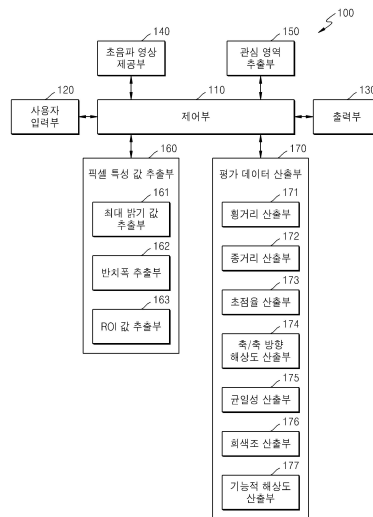 100
140
초음파 영상
제공부
150
관심 영역
추출부
120
사용자
입력부
110
제어부
130
출력부
160
픽셀 특성 값 추출부
161
최대 밝기 값
추출부
162
반치폭 추출부
163
ROI 값 추출부
170
평가 데이터 산출부
171
횡거리 산출부
172
종거리 산출부
173
초점율 산출부
174
축/측 방향
해상도 산출부
175
균일성 산출부
176
회색조 산출부
177
기능적 해상도
산출부